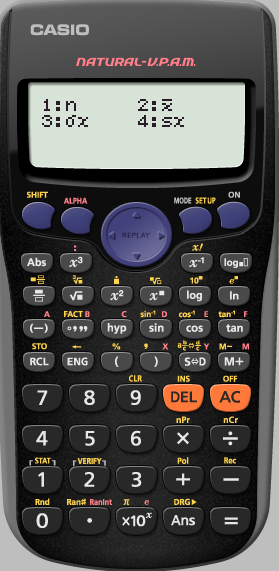 CASIO
NATURAL-V.P.A.M.
1:n 2:x̅
3:σx 4:sx
SHIFT ALPHA MODE SETUP ON
REPLAY
: x!
Abs x³ x⁻¹ log■□
³√■ ■√□ 10■ e■
√■ x² x■ log ln
A FACT B C sin⁻¹ D cos⁻¹ E tan⁻¹ F
(−) °,,, hyp sin cos tan
STO ← % , X a b/c⇔d/c Y M− M
RCL ENG ( ) S⇔D M+
CLR INS OFF
7 8 9 DEL AC
nPr nCr
4 5 6 × ÷
STAT VERIFY Pol Rec
1 2 3 + −
Rnd Ran# RanInt π e DRG▶
0 • ×10ˣ Ans =